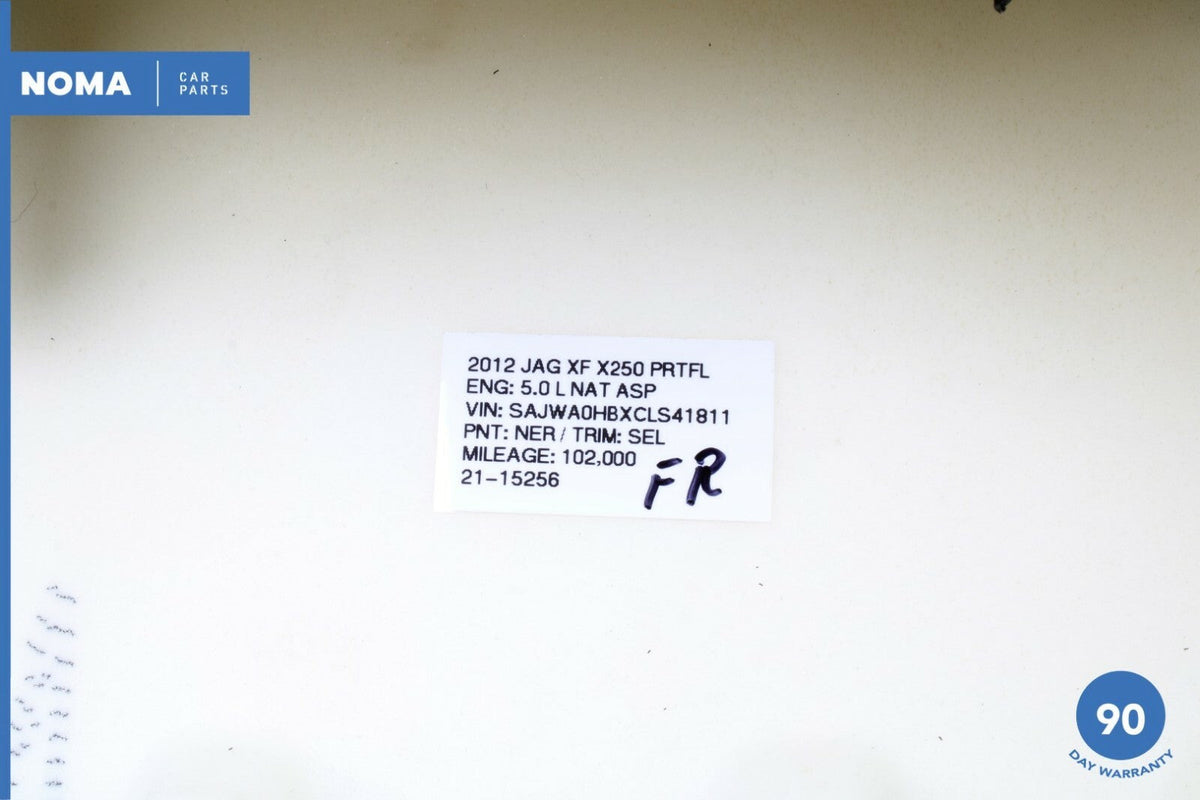 NOMA
CAR
PARTS
2012 JAG XF X250 PRTFL
ENG: 5.0 L NAT ASP
VIN: SAJWA0HBXCLS41811
PNT: NER / TRIM: SEL
MILEAGE: 102,000
21-15256
FR
90
DAY WARRANTY